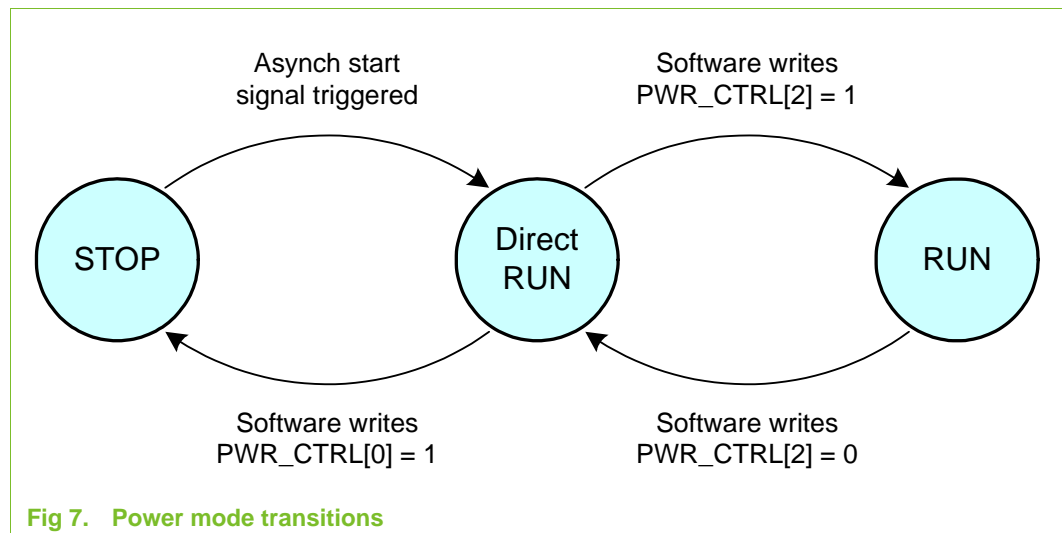 Asynch start
signal triggered
Software writes
PWR_CTRL[2] = 1
STOP
Direct
RUN
RUN
Software writes
PWR_CTRL[0] = 1
Software writes
PWR_CTRL[2] = 0
Fig 7. Power mode transitions